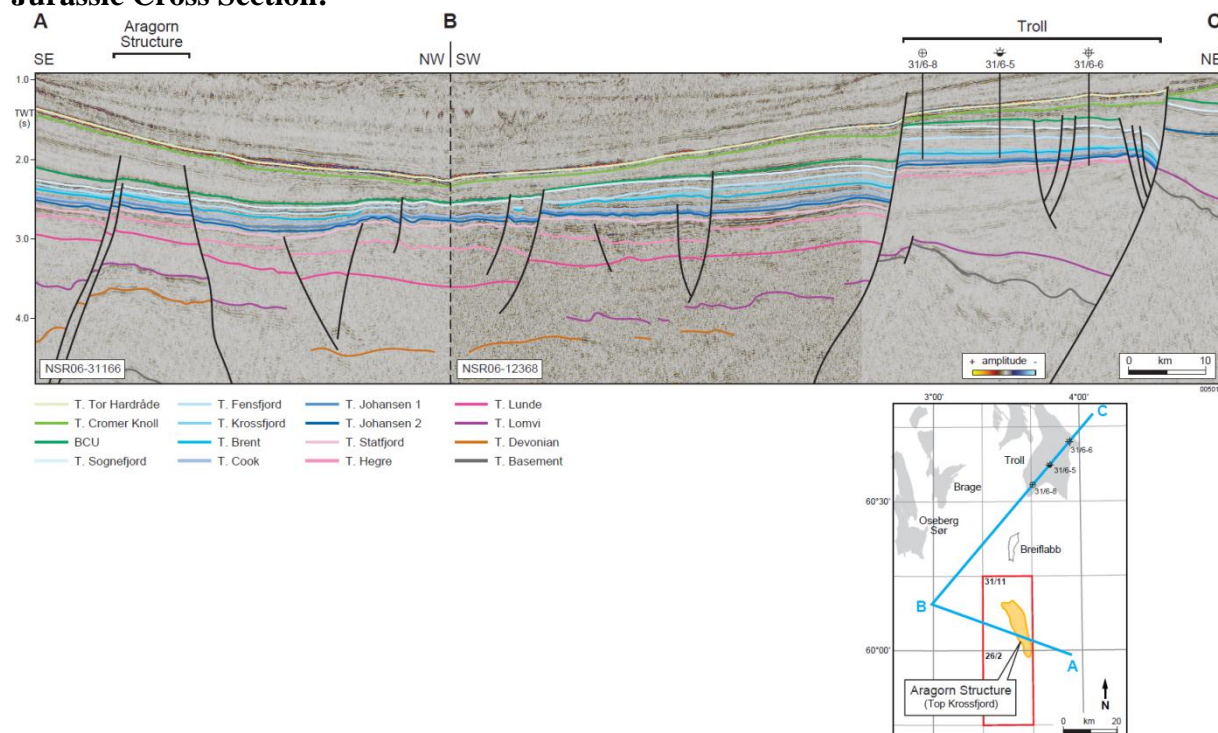 Jurassic Cross Section:
A B C
Aragorn
Structure
Troll
SE NW SW NE
31/6-8 31/6-5 31/6-6
1.0
TWT
(s)
2.0
3.0
4.0
NSR06-31166 NSR06-12368
+ amplitude -
0 km 10
T. Tor Hardråde
T. Cromer Knoll
BCU
T. Sognefjord
T. Fensfjord
T. Krossfjord
T. Brent
T. Cook
T. Johansen 1
T. Johansen 2
T. Statfjord
T. Hegre
T. Lunde
T. Lomvi
T. Devonian
T. Basement
3°00' 4°00'
C
31/6-6
Troll
31/6-5
Brage
31/6-8
60°30'
Oseberg
Sør
Breiflabb
31/11
B
60°00'
26/2
A
Aragorn Structure
(Top Krossfjord)
N
0 km 20